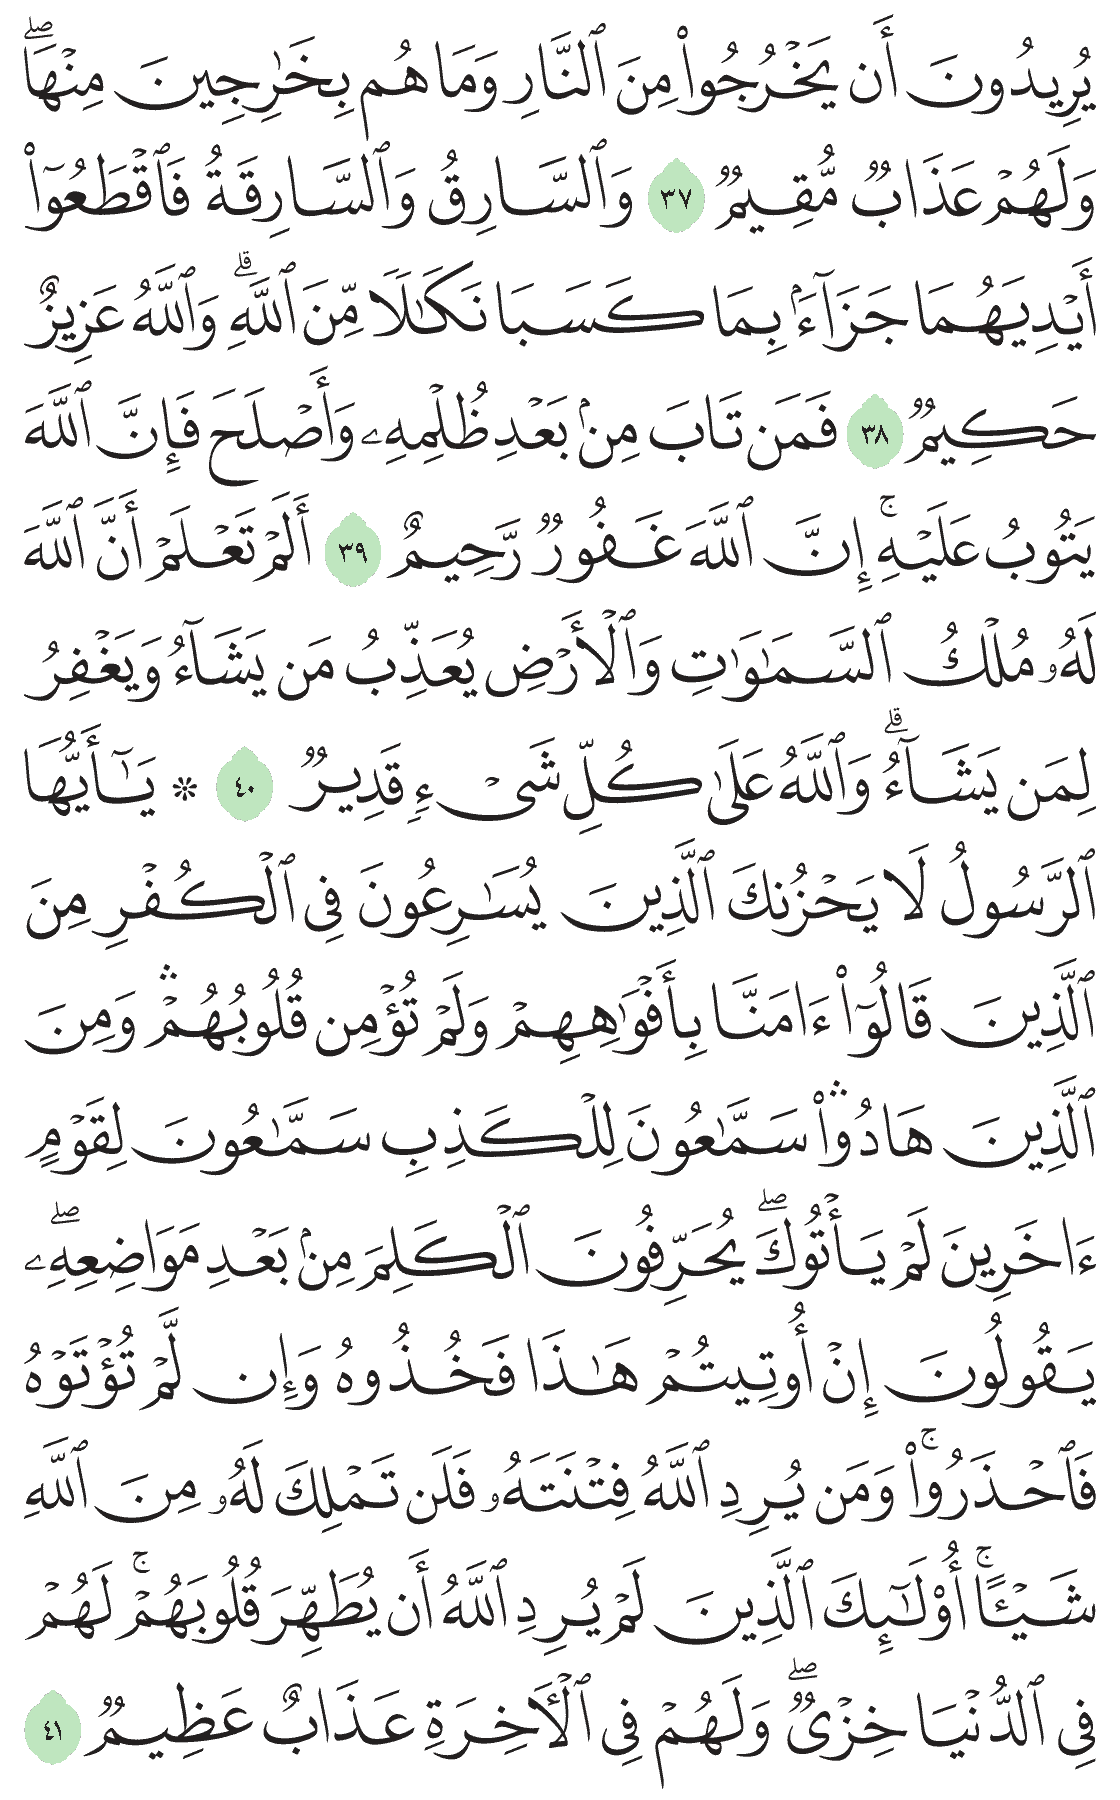 يُرِيدُونَ أَن يَخْرُجُوا۟ مِنَ ٱلنَّارِ وَمَا هُم بِخَـٰرِجِينَ مِنْهَا ۖ
وَلَهُمْ عَذَابٌ مُّقِيمٌ ٣٧ وَٱلسَّارِقُ وَٱلسَّارِقَةُ فَٱقْطَعُوٓا۟
أَيْدِيَهُمَا جَزَآءًۢ بِمَا كَسَبَا نَكَـٰلًا مِّنَ ٱللَّهِ ۗ وَٱللَّهُ عَزِيزٌ
حَكِيمٌ ٣٨ فَمَن تَابَ مِنۢ بَعْدِ ظُلْمِهِۦ وَأَصْلَحَ فَإِنَّ ٱللَّهَ
يَتُوبُ عَلَيْهِ ۚ إِنَّ ٱللَّهَ غَفُورٌ رَّحِيمٌ ٣٩ أَلَمْ تَعْلَمْ أَنَّ ٱللَّهَ
لَهُۥ مُلْكُ ٱلسَّمَـٰوَٰتِ وَٱلْأَرْضِ يُعَذِّبُ مَن يَشَآءُ وَيَغْفِرُ
لِمَن يَشَآءُ ۗ وَٱللَّهُ عَلَىٰ كُلِّ شَىْءٍ قَدِيرٌ ٤٠ ۞ يَـٰٓأَيُّهَا
ٱلرَّسُولُ لَا يَحْزُنكَ ٱلَّذِينَ يُسَـٰرِعُونَ فِى ٱلْكُفْرِ مِنَ
ٱلَّذِينَ قَالُوٓا۟ ءَامَنَّا بِأَفْوَٰهِهِمْ وَلَمْ تُؤْمِن قُلُوبُهُمْ ۛ وَمِنَ
ٱلَّذِينَ هَادُوا۟ ۛ سَمَّـٰعُونَ لِلْكَذِبِ سَمَّـٰعُونَ لِقَوْمٍ
ءَاخَرِينَ لَمْ يَأْتُوكَ ۖ يُحَرِّفُونَ ٱلْكَلِمَ مِنۢ بَعْدِ مَوَاضِعِهِۦ ۖ
يَقُولُونَ إِنْ أُوتِيتُمْ هَـٰذَا فَخُذُوهُ وَإِن لَّمْ تُؤْتَوْهُ
فَٱحْذَرُوا۟ ۚ وَمَن يُرِدِ ٱللَّهُ فِتْنَتَهُۥ فَلَن تَمْلِكَ لَهُۥ مِنَ ٱللَّهِ
شَيْـًٔا ۚ أُو۟لَـٰٓئِكَ ٱلَّذِينَ لَمْ يُرِدِ ٱللَّهُ أَن يُطَهِّرَ قُلُوبَهُمْ ۚ لَهُمْ
فِى ٱلدُّنْيَا خِزْىٌ ۖ وَلَهُمْ فِى ٱلْـَٔاخِرَةِ عَذَابٌ عَظِيمٌ ٤١